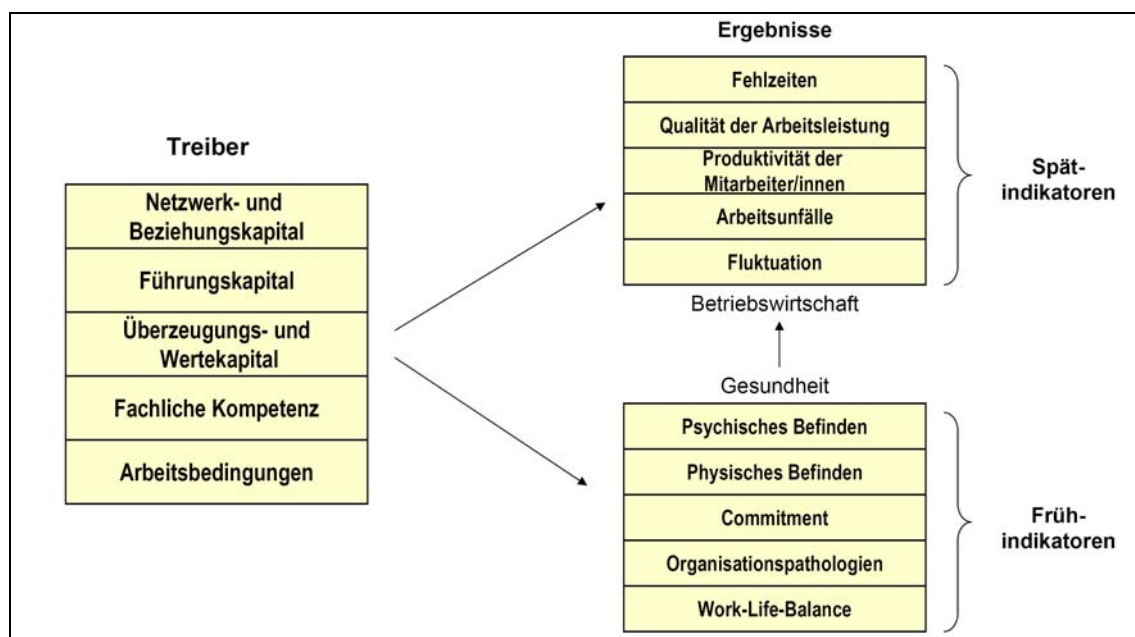 Treiber
Netzwerk- und
Beziehungskapital
Führungskapital
Überzeugungs- und
Wertekapital
Fachliche Kompetenz
Arbeitsbedingungen
Ergebnisse
Fehlzeiten
Qualität der Arbeitsleistung
Produktivität der
Mitarbeiter/innen
Arbeitsunfälle
Fluktuation
Betriebswirtschaft
Spät-
indikatoren
Gesundheit
Psychisches Befinden
Physisches Befinden
Commitment
Organisationspathologien
Work-Life-Balance
Früh-
indikatoren